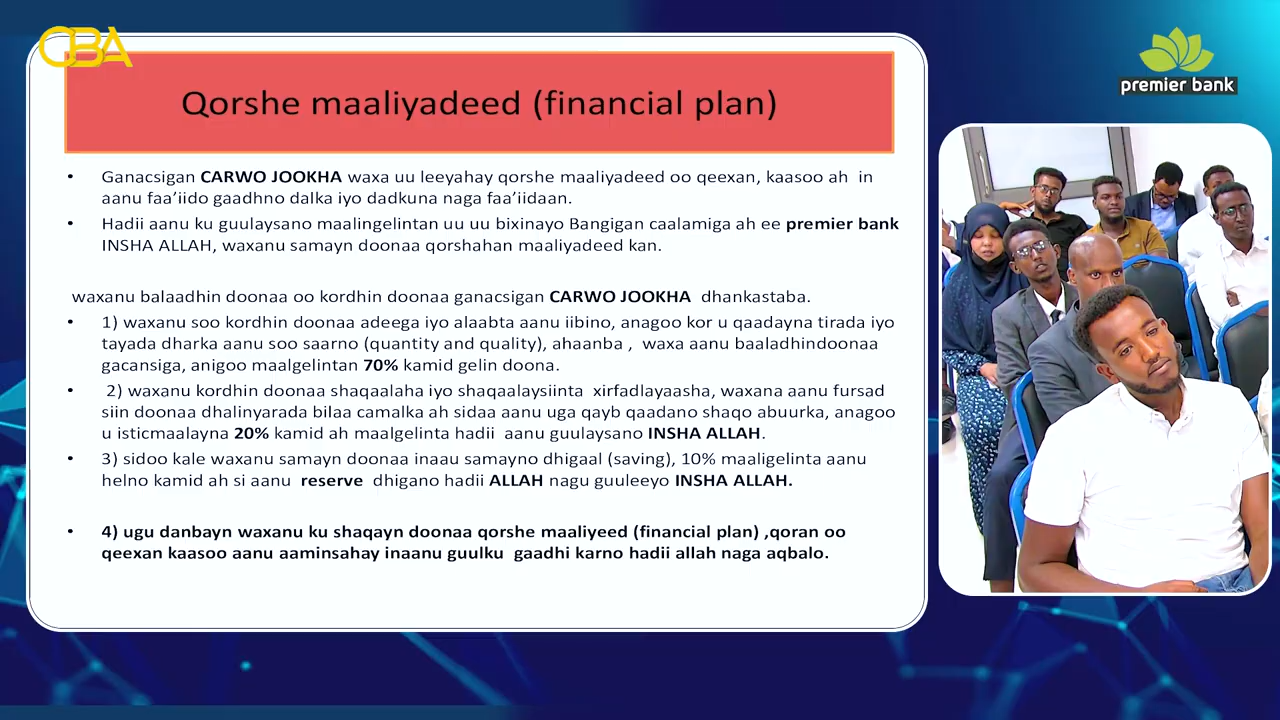 CBA
premier bank
Qorshe maaliyadeed (financial plan)
• Ganacsigan CARWO JOOKHA waxa uu leeyahay qorshe maaliyadeed oo qeexan, kaasoo ah in
aanu faa’iido gaadhno dalka iyo dadkuna naga faa’iidaan.
• Hadii aanu ku guulaysano maalingelintan uu uu bixinayo Bangigan caalamiga ah ee premier bank
INSHA ALLAH, waxanu samayn doonaa qorshahan maaliyadeed kan.
waxanu balaadhin doonaa oo kordhin doonaa ganacsigan CARWO JOOKHA dhankastaba.
• 1) waxanu soo kordhin doonaa adeega iyo alaabta aanu iibino, anagoo kor u qaadayna tirada iyo
tayada dharka aanu soo saarno (quantity and quality), ahaanba , waxa aanu baaladhindoonaa
gacansiga, anigoo maalgelintan 70% kamid gelin doona.
• 2) waxanu kordhin doonaa shaqaalaha iyo shaqaalaysiinta xirfadlayaasha, waxana aanu fursad
siin doonaa dhalinyarada bilaa camalka ah sidaa aanu uga qayb qaadano shaqo abuurka, anagoo
u isticmaalayna 20% kamid ah maalgelinta hadii aanu guulaysano INSHA ALLAH.
• 3) sidoo kale waxanu samayn doonaa inaau samayno dhigaal (saving), 10% maaligelinta aanu
helno kamid ah si aanu reserve dhigano hadii ALLAH nagu guuleeyo INSHA ALLAH.
• 4) ugu danbayn waxanu ku shaqayn doonaa qorshe maaliyeed (financial plan) ,qoran oo
qeexan kaasoo aanu aaminsahay inaanu guulku gaadhi karno hadii allah naga aqbalo.